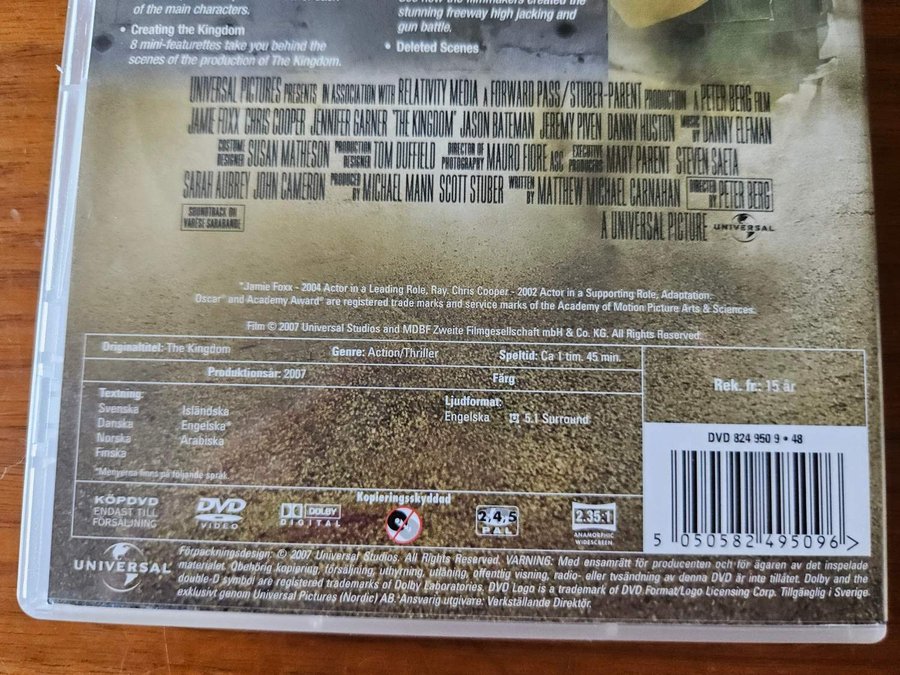 of the main characters.
• Creating the Kingdom
8 mini-featurettes take you behind the
scenes of the production of The Kingdom.
See how the filmmakers created the
stunning freeway high jacking and
gun battle.
• Deleted Scenes
UNIVERSAL PICTURES PRESENTS IN ASSOCIATION WITH RELATIVITY MEDIA A FORWARD PASS/STUBER-PARENT PRODUCTION A PETER BERG FILM
JAMIE FOXX CHRIS COOPER JENNIFER GARNER "THE KINGDOM" JASON BATEMAN JEREMY PIVEN DANNY HUSTON MUSIC BY DANNY ELFMAN
COSTUME DESIGNER SUSAN MATHESON PRODUCTION DESIGNER TOM DUFFIELD DIRECTOR OF PHOTOGRAPHY MAURO FIORE ASC EXECUTIVE PRODUCERS MARY PARENT STEVEN SAETA
SARAH AUBREY JOHN CAMERON PRODUCED BY MICHAEL MANN SCOTT STUBER WRITTEN BY MATTHEW MICHAEL CARNAHAN DIRECTED BY PETER BERG
SOUNDTRACK ON
VARÈSE SARABANDE
A UNIVERSAL PICTURE UNIVERSAL
*Jamie Foxx - 2004 Actor in a Leading Role, Ray. Chris Cooper - 2002 Actor in a Supporting Role, Adaptation.
Oscar® and Academy Award® are registered trade marks and service marks of the Academy of Motion Picture Arts & Sciences.
Film © 2007 Universal Studios and MDBF Zweite Filmgesellschaft mbH & Co. KG. All Rights Reserved.
Originaltitel: The Kingdom
Genre: Action/Thriller
Speltid: Ca 1 tim. 45 min.
Produktionsår: 2007
Färg
Rek. fr.: 15 år
Textning:
Svenska
Danska
Norska
Finska
Isländska
Engelska*
Arabiska
*Menyerna finns på följande språk.
Ljudformat:
Engelska 5.1 Surround
DVD 824 950 9 • 48
5 050582 495096 >
KÖPDVD
ENDAST TILL
FÖRSÄLJNING
DVD
VIDEO
DOLBY
DIGITAL
Kopieringsskyddad
2,4,5
PAL
2.35:1
ANAMORPHIC
WIDESCREEN
UNIVERSAL
Förpackningsdesign: © 2007 Universal Studios. All Rights Reserved. VARNING: Med ensamrätt för producenten och för ägaren av det inspelade
materialet. Obehörig kopiering, försäljning, uthyrning, utlåning, offentlig visning, radio- eller tvsändning av denna DVD är inte tillåtet. Dolby and the
double-D symbol are registered trademarks of Dolby Laboratories. DVD Logo is a trademark of DVD Format/Logo Licensing Corp. Tillgänglig i Sverige
exklusivt genom Universal Pictures (Nordic) AB. Ansvarig utgivare: Verkställande Direktör.